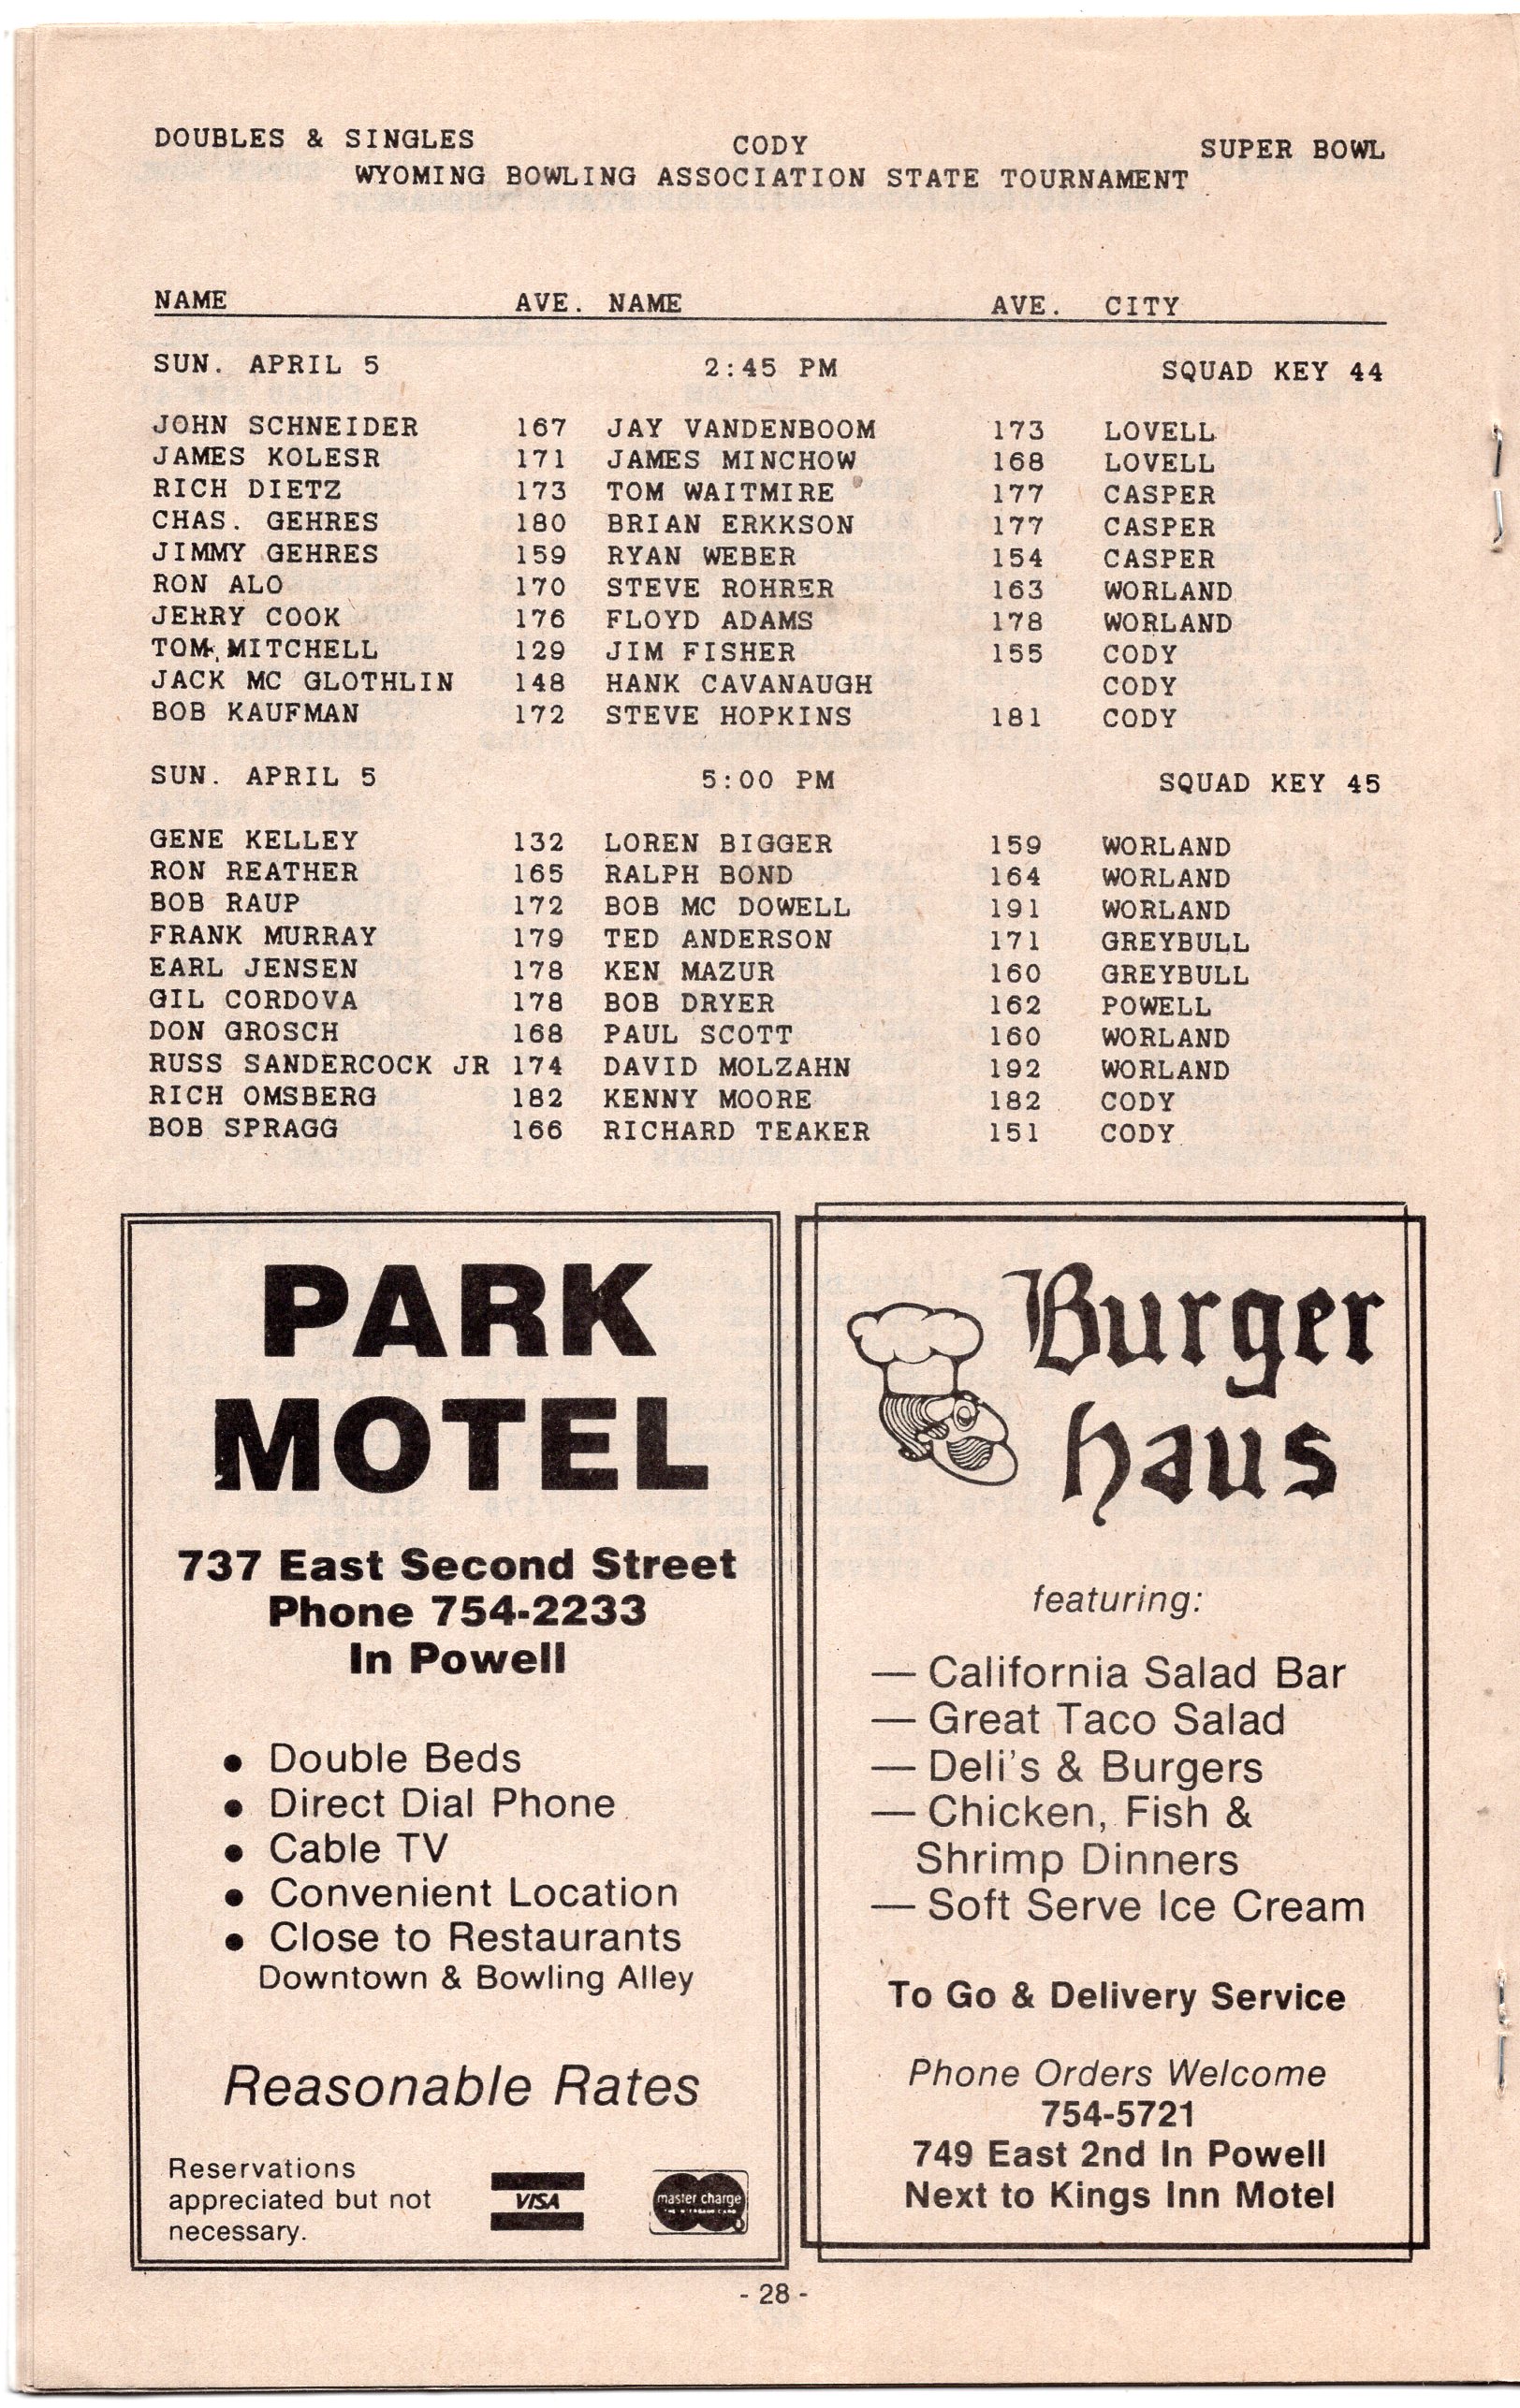 DOUBLES & SINGLES CODY SUPER BOWL
WYOMING BOWLING ASSOCIATION STATE TOURNAMENT
NAME AVE. NAME AVE. CITY
SUN. APRIL 5 2:45 PM SQUAD KEY 44
JOHN SCHNEIDER 167 JAY VANDENBOOM 173 LOVELL
JAMES KOLESR 171 JAMES MINCHOW 168 LOVELL
RICH DIETZ 173 TOM WAITMIRE 177 CASPER
CHAS. GEHRES 180 BRIAN ERKKSON 177 CASPER
JIMMY GEHRES 159 RYAN WEBER 154 CASPER
RON ALO 170 STEVE ROHRER 163 WORLAND
JERRY COOK 176 FLOYD ADAMS 178 WORLAND
TOM MITCHELL 129 JIM FISHER 155 CODY
JACK MC GLOTHLIN 148 HANK CAVANAUGH CODY
BOB KAUFMAN 172 STEVE HOPKINS 181 CODY
SUN. APRIL 5 5:00 PM SQUAD KEY 45
GENE KELLEY 132 LOREN BIGGER 159 WORLAND
RON REATHER 165 RALPH BOND 164 WORLAND
BOB RAUP 172 BOB MC DOWELL 191 WORLAND
FRANK MURRAY 179 TED ANDERSON 171 GREYBULL
EARL JENSEN 178 KEN MAZUR 160 GREYBULL
GIL CORDOVA 178 BOB DRYER 162 POWELL
DON GROSCH 168 PAUL SCOTT 160 WORLAND
RUSS SANDERCOCK JR 174 DAVID MOLZAHN 192 WORLAND
RICH OMSBERG 182 KENNY MOORE 182 CODY
BOB SPRAGG 166 RICHARD TEAKER 151 CODY
PARK
MOTEL
737 East Second Street
Phone 754-2233
In Powell
• Double Beds
• Direct Dial Phone
• Cable TV
• Convenient Location
• Close to Restaurants
Downtown & Bowling Alley
Reasonable Rates
Reservations
appreciated but not
necessary.
VISA
master charge
Burger
haus
featuring:
— California Salad Bar
— Great Taco Salad
— Deli's & Burgers
— Chicken, Fish &
Shrimp Dinners
— Soft Serve Ice Cream
To Go & Delivery Service
Phone Orders Welcome
754-5721
749 East 2nd In Powell
Next to Kings Inn Motel
- 28 -